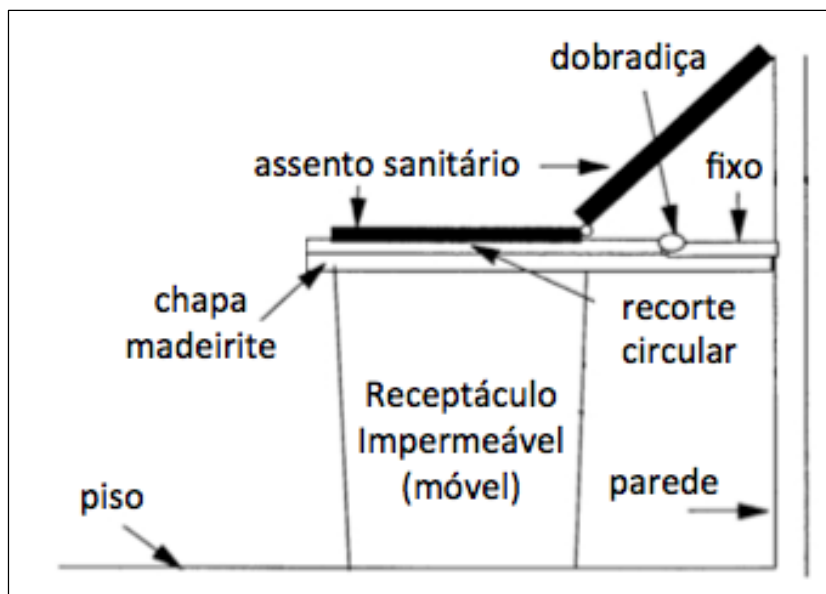 dobradiça
assento sanitário
fixo
chapa
madeirite
recorte
circular
Receptáculo
Impermeável
(móvel)
piso
parede